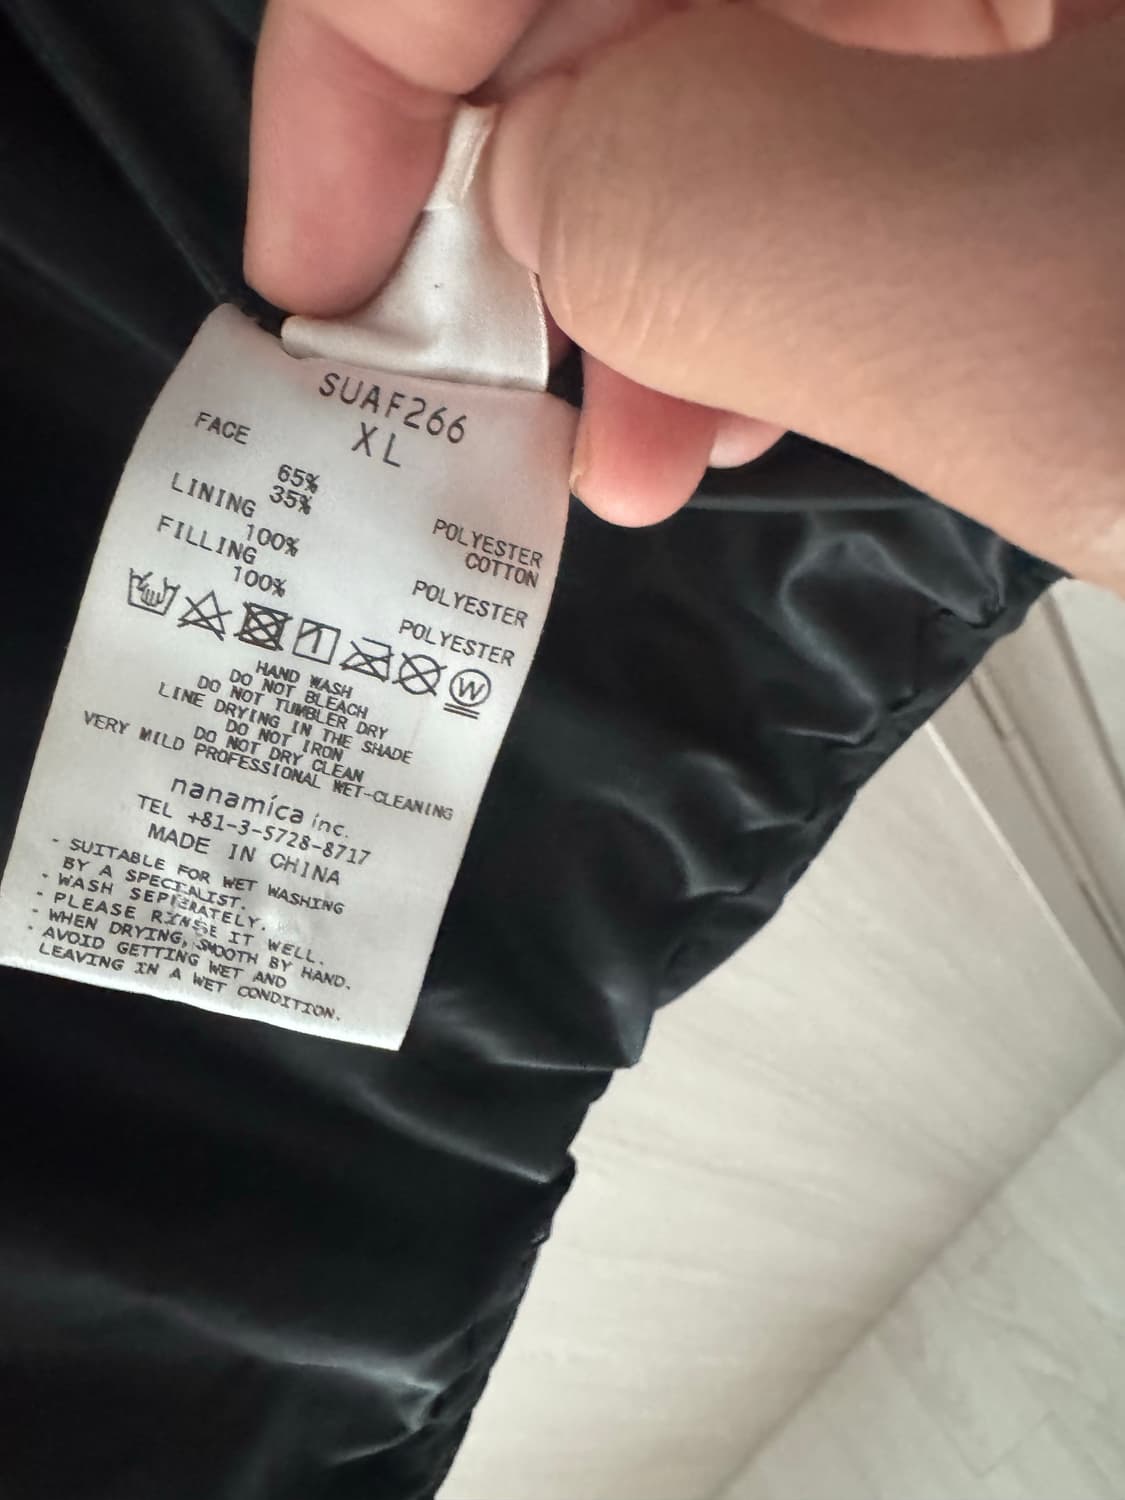 SUAF266
XL
FACE
65% POLYESTER
35% COTTON
LINING
100% POLYESTER
FILLING
100% POLYESTER
W
HAND WASH
DO NOT BLEACH
DO NOT TUMBLER DRY
LINE DRYING IN THE SHADE
DO NOT IRON
DO NOT DRY CLEAN
VERY MILD PROFESSIONAL WET-CLEANING
nanamica inc.
TEL +81-3-5728-8717
MADE IN CHINA
- SUITABLE FOR WET WASHING
BY A SPECIALIST.
- WASH SEPERATELY.
- PLEASE RINSE IT WELL.
- WHEN DRYING, SMOOTH BY HAND.
- AVOID GETTING WET AND
LEAVING IN A WET CONDITION.